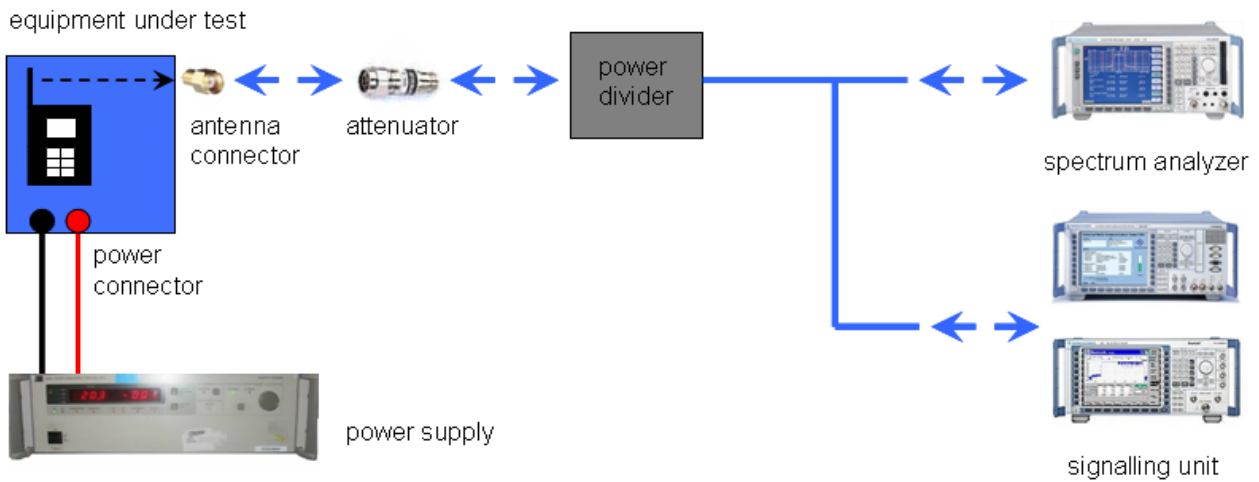 equipment under test
power
divider
antenna
connector
attenuator
spectrum analyzer
power
connector
power supply
signalling unit